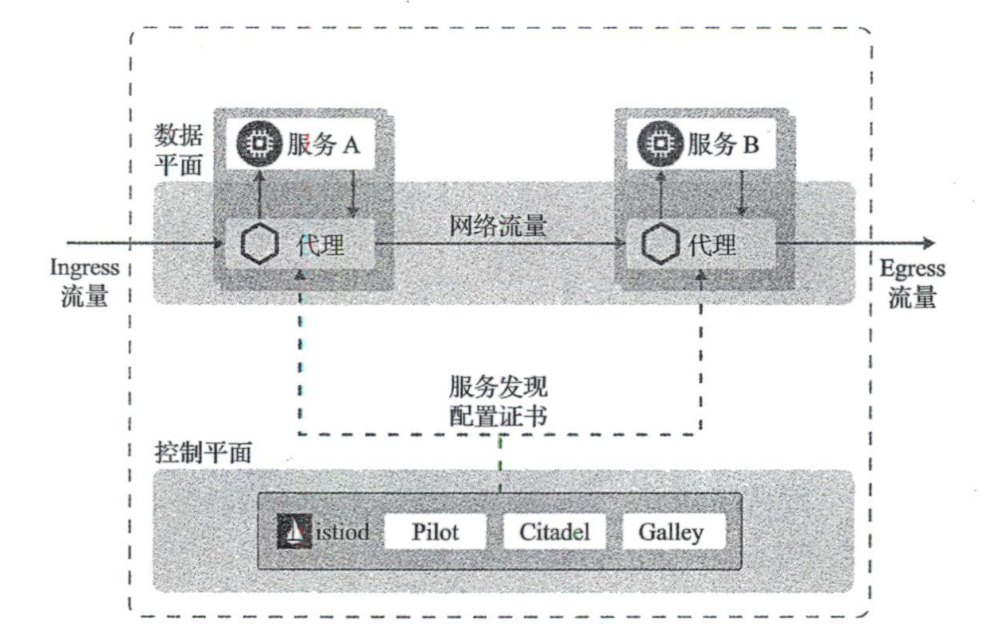 数据
平面
服务 A
服务 B
代理
网络流量
代理
Ingress
流量
Egress
流量
服务发现
配置证书
控制平面
istiod
Pilot
Citadel
Galley